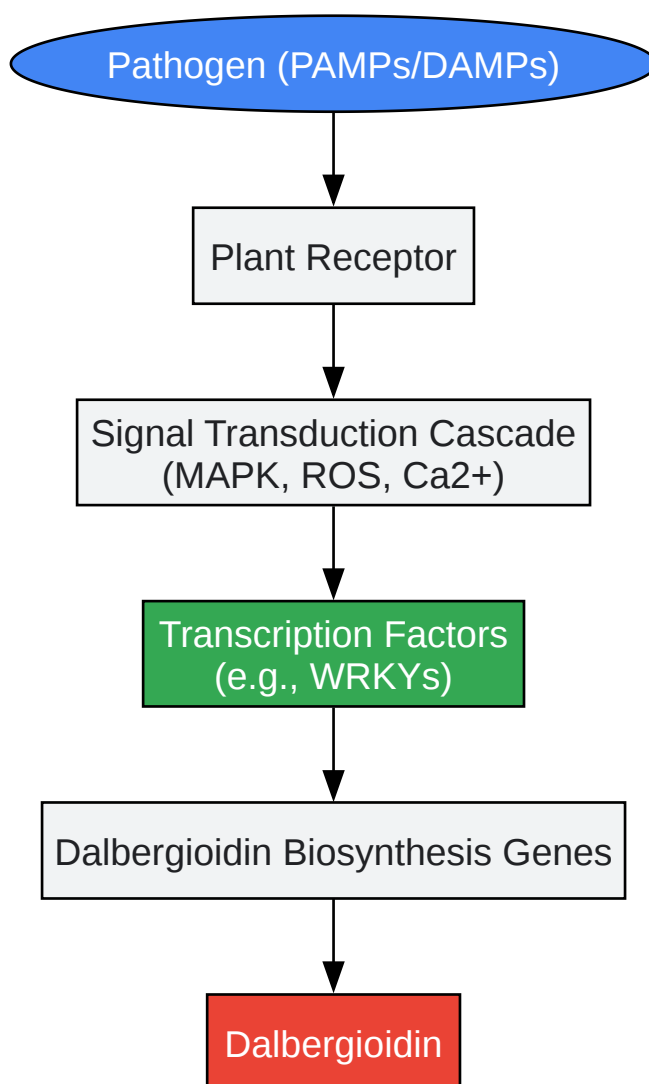 Pathogen (PAMPs/DAMPs)
Plant Receptor
Signal Transduction Cascade
(MAPK, ROS, Ca2+)
Transcription Factors
(e.g., WRKYs)
Dalbergioidin Biosynthesis Genes
Dalbergioidin